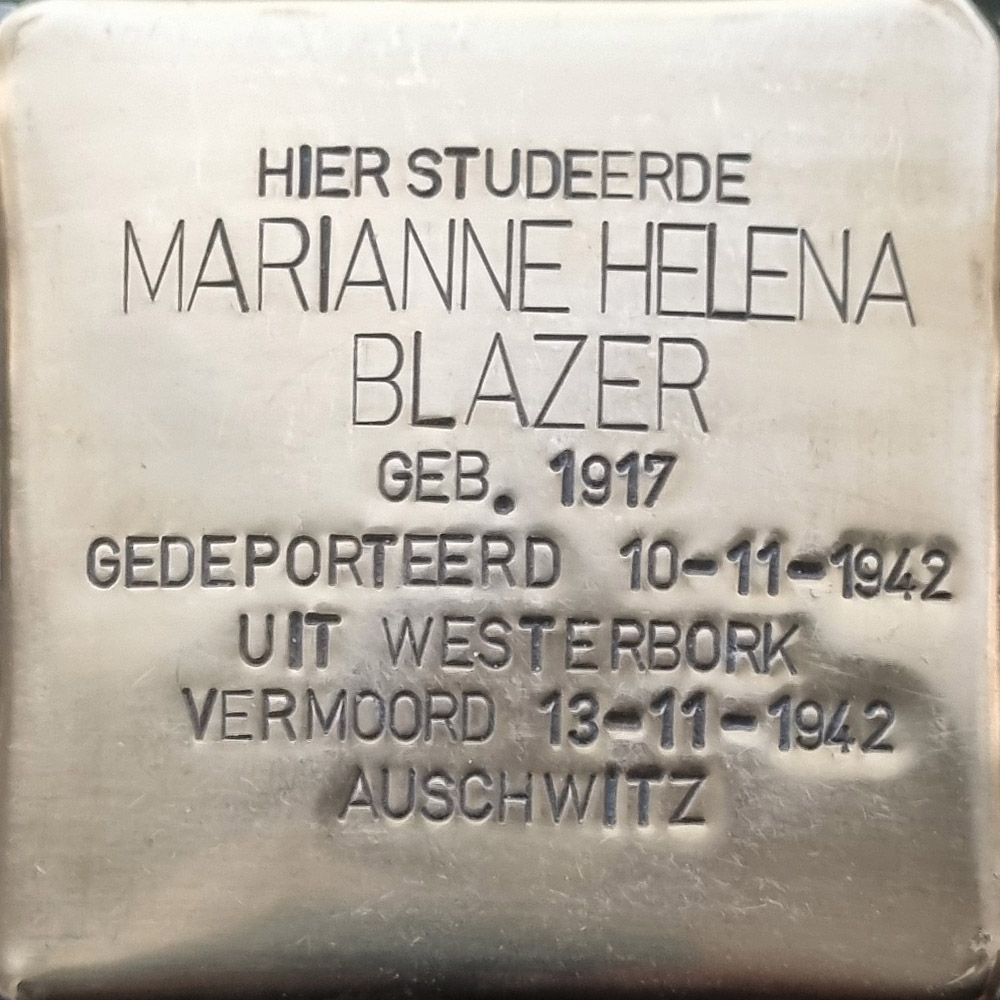 HIER STUDEERDE
MARIANNE HELENA
BLAZER
GEB. 1917
GEDEPORTEERD 10-11-1942
UIT WESTERBORK
VERMOORD 13-11-1942
AUSCHWITZ